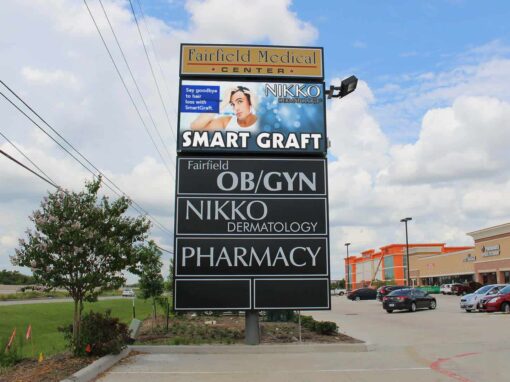 Fairfield Medical
CENTER
Say goodbye
to hair
loss with
SmartGraft.
NIKKO
DERMATOLOGY
SMART GRAFT
Fairfield
OB/GYN
NIKKO
DERMATOLOGY
PHARMACY